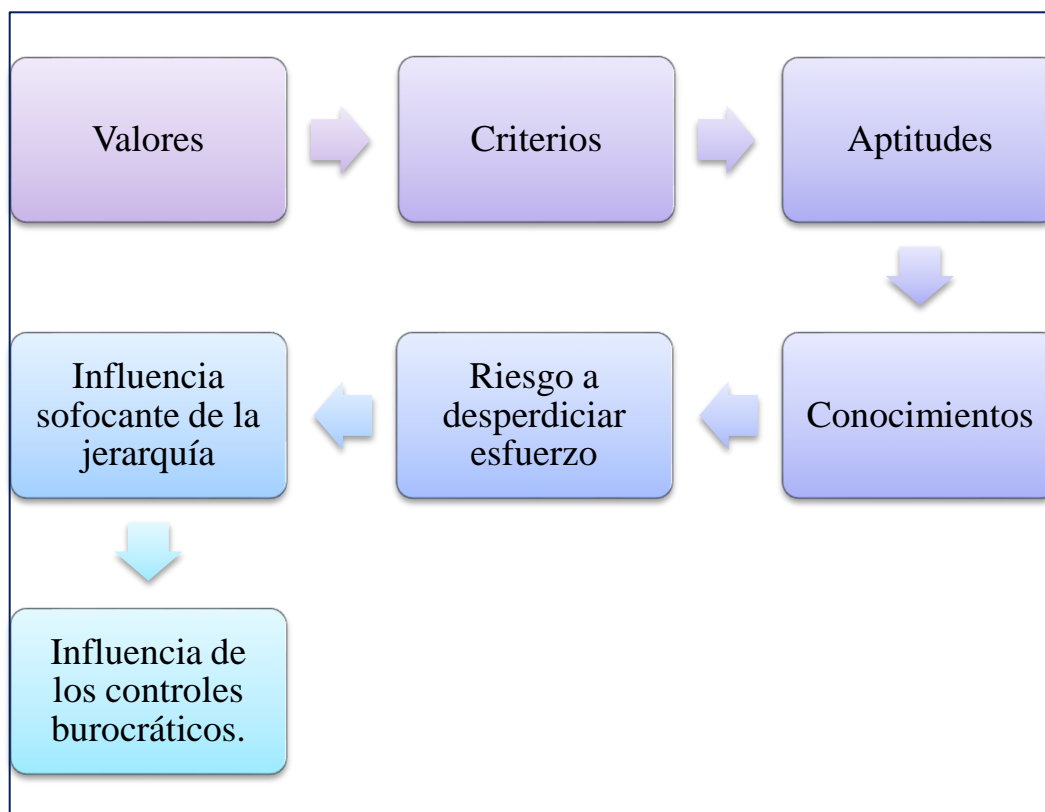 Valores
Criterios
Aptitudes
Conocimientos
Riesgo a
desperdiciar
esfuerzo
Influencia
sofocante de la
jerarquía
Influencia de
los controles
burocráticos.